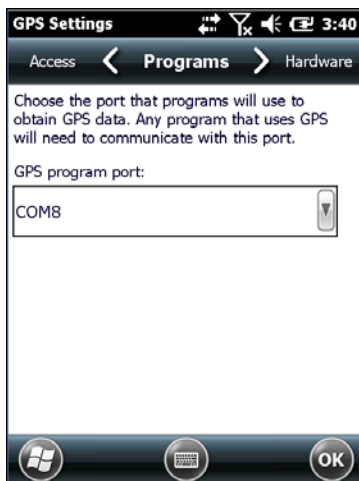 GPS Settings 3:40
Access Programs Hardware
Choose the port that programs will use to
obtain GPS data. Any program that uses GPS
will need to communicate with this port.
GPS program port:
COM8
OK